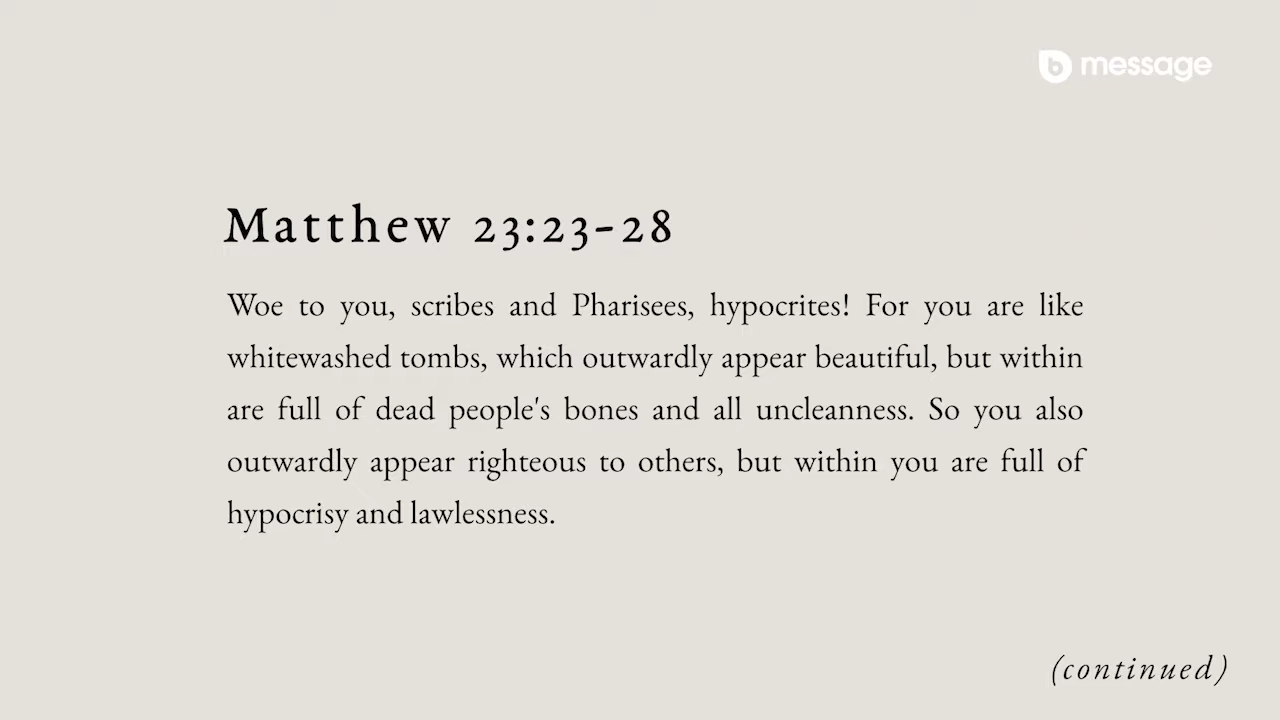 message
Matthew 23:23-28
Woe to you, scribes and Pharisees, hypocrites! For you are like
whitewashed tombs, which outwardly appear beautiful, but within
are full of dead people's bones and all uncleanness. So you also
outwardly appear righteous to others, but within you are full of
hypocrisy and lawlessness.
(continued)